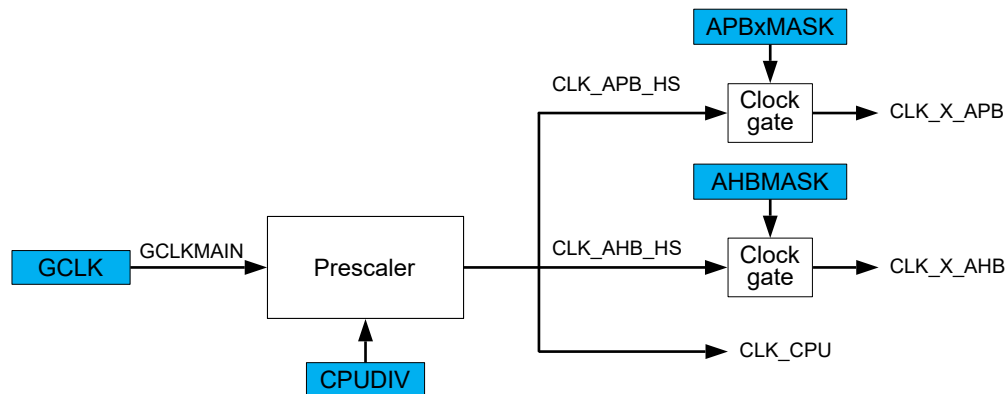 APBxMASK
CLK_APB_HS
Clock
gate
CLK_X_APB
AHBMASK
GCLK
GCLKMAIN
Prescaler
CLK_AHB_HS
Clock
gate
CLK_X_AHB
CLK_CPU
CPUDIV